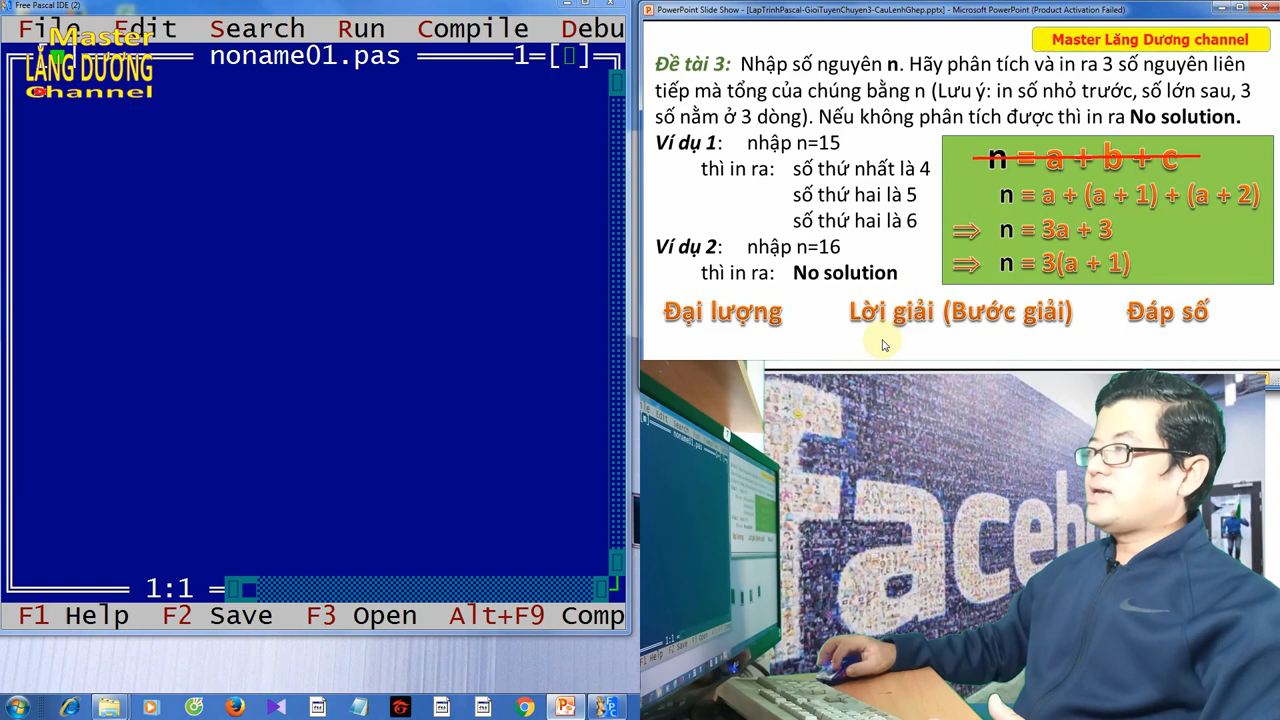 Free Pascal IDE (2)
File Edit Search Run Compile Debu
Master
LẮNG DƯƠNG
Channel
noname01.pas 1
1:1
F1 Help F2 Save F3 Open Alt+F9 Comp
PowerPoint Slide Show - [LapTrinhPascal-GioiTuyenChuyen3-CauLenhGhep.pptx] - Microsoft PowerPoint (Product Activation Failed)
Master Lãng Dương channel
Đề tài 3: Nhập số nguyên n. Hãy phân tích và in ra 3 số nguyên liên
tiếp mà tổng của chúng bằng n (Lưu ý: in số nhỏ trước, số lớn sau, 3
số nằm ở 3 dòng). Nếu không phân tích được thì in ra No solution.
Ví dụ 1: nhập n=15
thì in ra: số thứ nhất là 4
số thứ hai là 5
số thứ hai là 6
Ví dụ 2: nhập n=16
thì in ra: No solution
n = a + b + c
n = a + (a + 1) + (a + 2)
⇒ n = 3a + 3
⇒ n = 3(a + 1)
Đại lượng Lời giải (Bước giải) Đáp số
facebo
noname01.pas